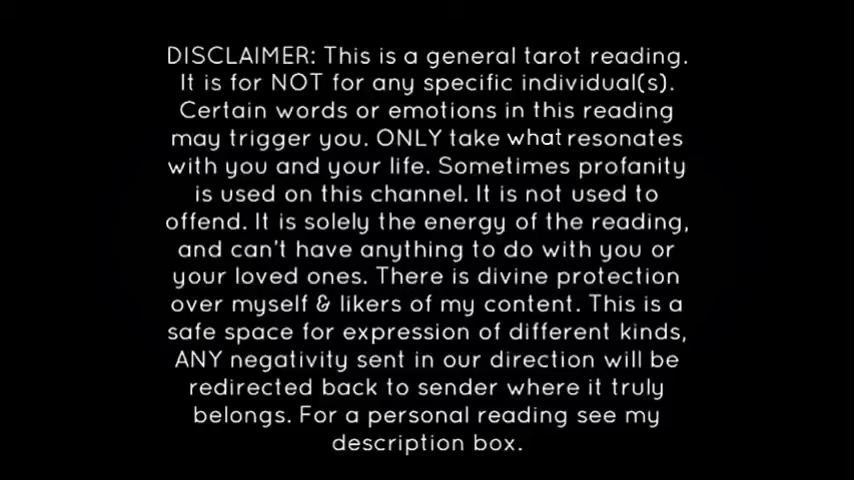 DISCLAIMER: This is a general tarot reading.
It is for NOT for any specific individual(s).
Certain words or emotions in this reading
may trigger you. ONLY take what resonates
with you and your life. Sometimes profanity
is used on this channel. It is not used to
offend. It is solely the energy of the reading,
and can't have anything to do with you or
your loved ones. There is divine protection
over myself & likers of my content. This is a
safe space for expression of different kinds,
ANY negativity sent in our direction will be
redirected back to sender where it truly
belongs. For a personal reading see my
description box.